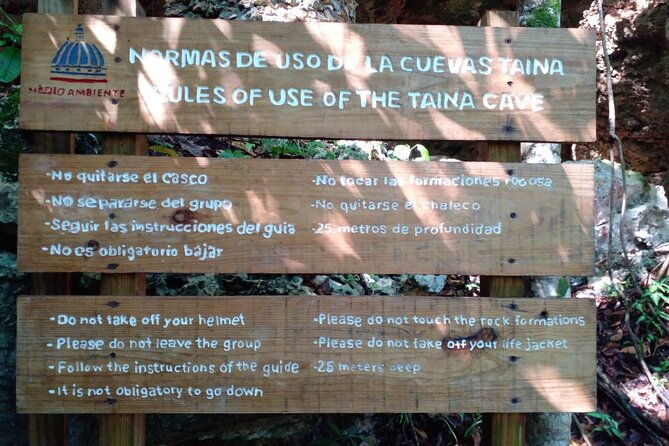 MEDIO AMBIENTE
NORMAS DE USO DE LA CUEVAS TAINA
RULES OF USE OF THE TAINA CAVE
-No quitarse el casco
-No separarse del grupo
-Seguir las instrucciones del guia
-No es obligatorio bajar
-No tocar las formaciones rocosa
-No quitarse el chaleco
-25 metros de profundidad
-Do not take off your helmet
-Please do not leave the group
-Follow the instructions of the guide
-It is not obligatory to go down
-Please do not touch the rock formations
-Please do not take off your life jacket
-25 meters deep